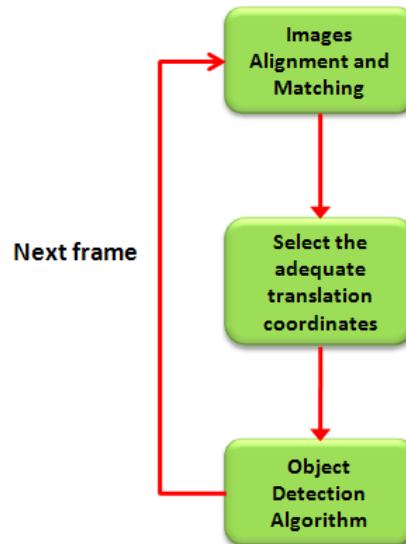 Images
Alignment and
Matching
Next frame
Select the
adequate
translation
coordinates
Object
Detection
Algorithm